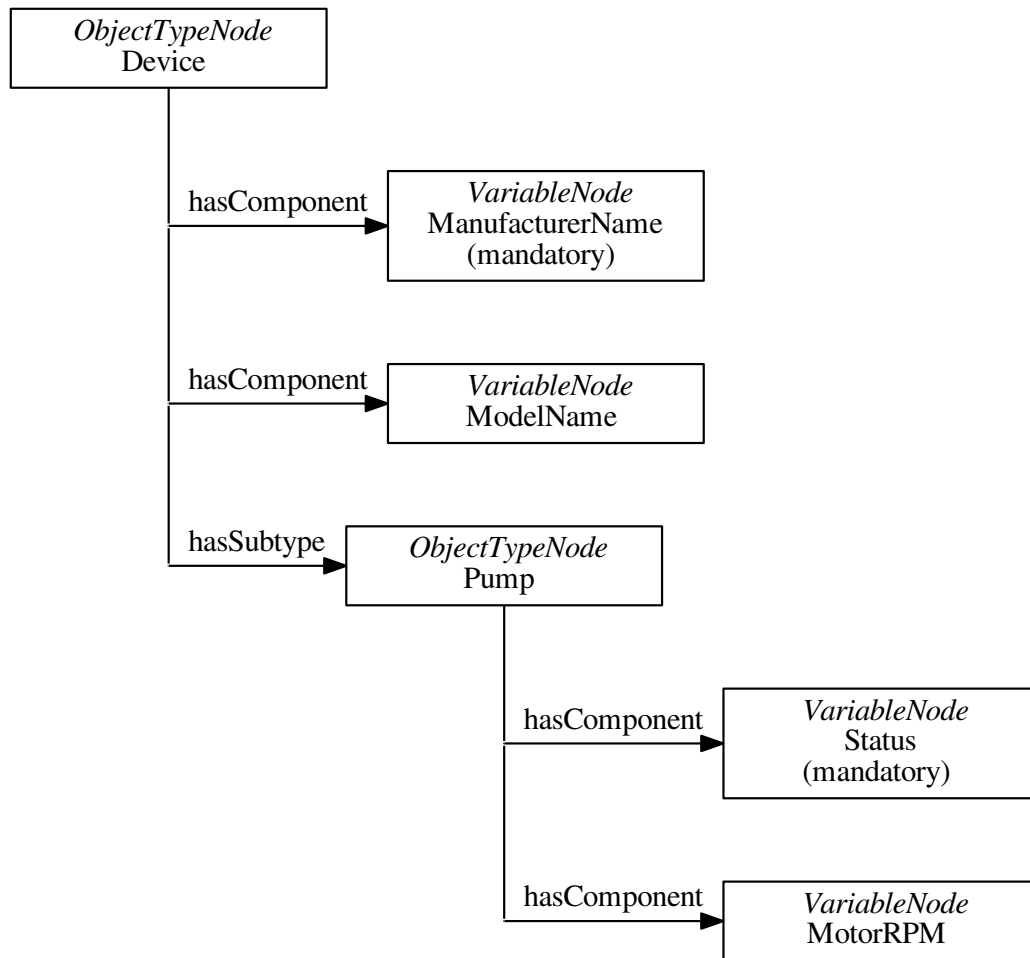 ObjectTypeNode
Device
hasComponent
VariableNode
ManufacturerName
(mandatory)
hasComponent
VariableNode
ModelName
hasSubtype
ObjectTypeNode
Pump
hasComponent
VariableNode
Status
(mandatory)
hasComponent
VariableNode
MotorRPM